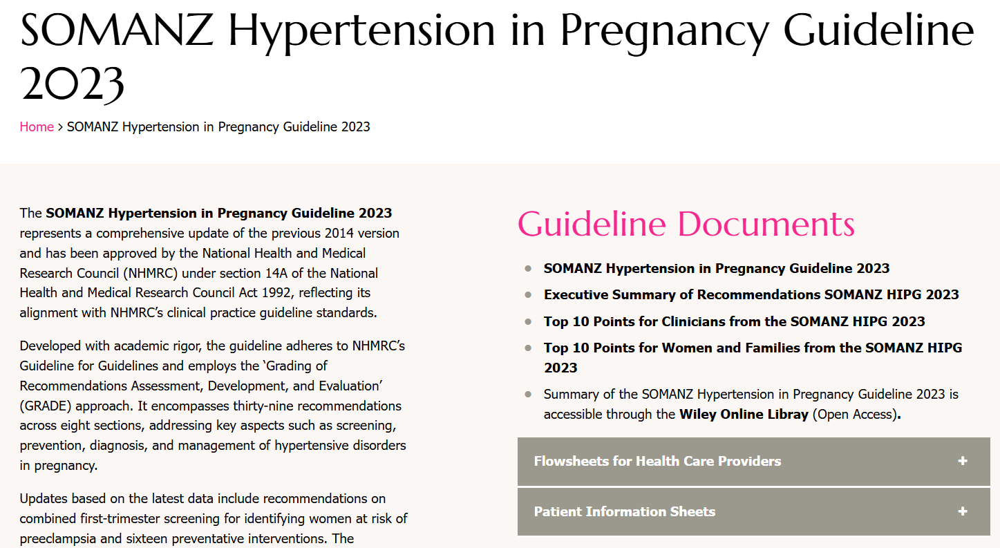 SOMANZ Hypertension in Pregnancy Guideline
2023
Home > SOMANZ Hypertension in Pregnancy Guideline 2023
The SOMANZ Hypertension in Pregnancy Guideline 2023
represents a comprehensive update of the previous 2014 version
and has been approved by the National Health and Medical
Research Council (NHMRC) under section 14A of the National
Health and Medical Research Council Act 1992, reflecting its
alignment with NHMRC’s clinical practice guideline standards.
Developed with academic rigor, the guideline adheres to NHMRC’s
Guideline for Guidelines and employs the ‘Grading of
Recommendations Assessment, Development, and Evaluation’
(GRADE) approach. It encompasses thirty-nine recommendations
across eight sections, addressing key aspects such as screening,
prevention, diagnosis, and management of hypertensive disorders
in pregnancy.
Updates based on the latest data include recommendations on
combined first-trimester screening for identifying women at risk of
preeclampsia and sixteen preventative interventions. The
Guideline Documents
SOMANZ Hypertension in Pregnancy Guideline 2023
Executive Summary of Recommendations SOMANZ HIPG 2023
Top 10 Points for Clinicians from the SOMANZ HIPG 2023
Top 10 Points for Women and Families from the SOMANZ HIPG
2023
Summary of the SOMANZ Hypertension in Pregnancy Guideline 2023 is
accessible through the Wiley Online Libray (Open Access).
Flowsheets for Health Care Providers +
Patient Information Sheets +